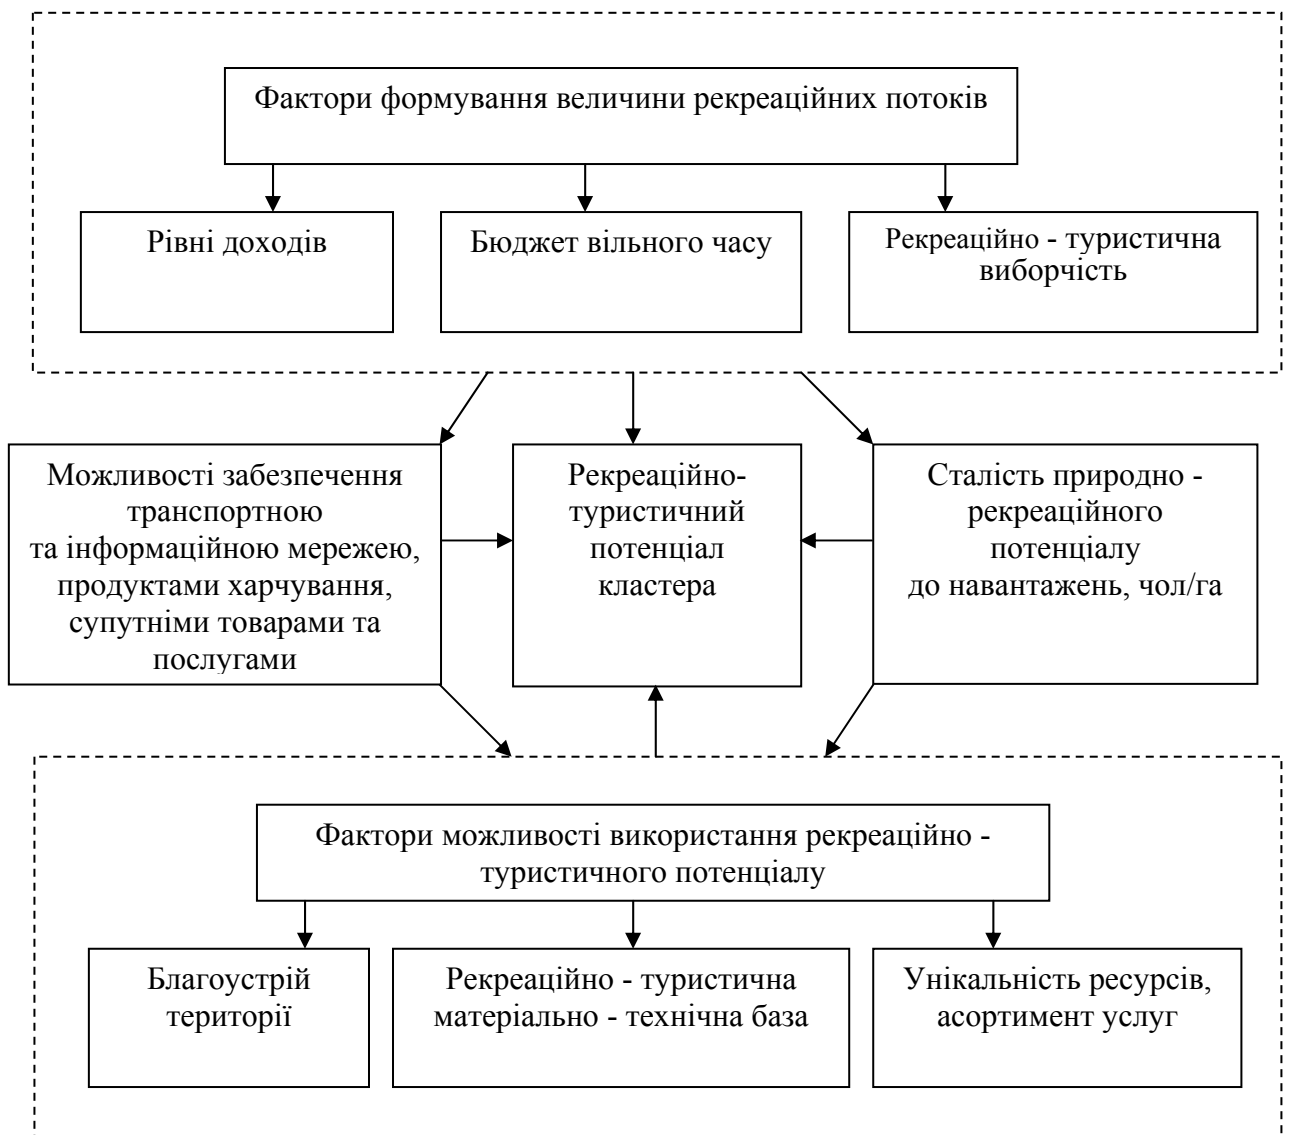 Фактори формування величини рекреаційних потоків
Рівні доходів
Бюджет вільного часу
Рекреаційно - туристична
виборчість
Можливості забезпечення
транспортною
та інформаційною мережею,
продуктами харчування,
супутніми товарами та
послугами
Рекреаційно-
туристичний
потенціал
кластера
Сталість природно -
рекреаційного
потенціалу
до навантажень, чол/га
Фактори можливості використання рекреаційно -
туристичного потенціалу
Благоустрій
території
Рекреаційно - туристична
матеріально - технічна база
Унікальність ресурсів,
асортимент услуг